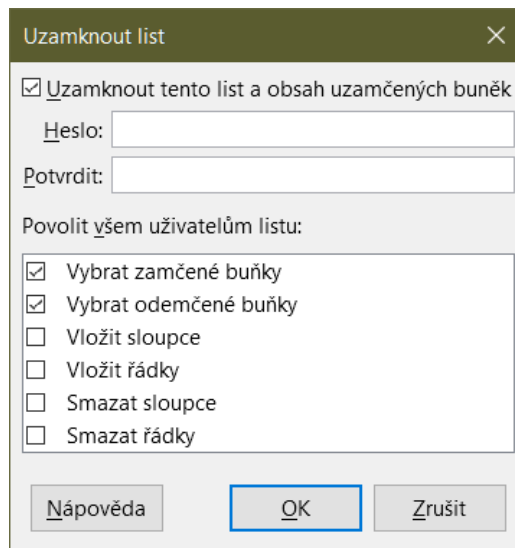 Uzamknout list
Uzamknout tento list a obsah uzamčených buněk
Heslo:
Potvrdit:
Povolit všem uživatelům listu:
Vybrat zamčené buňky
Vybrat odemčené buňky
Vložit sloupce
Vložit řádky
Smazat sloupce
Smazat řádky
Nápověda OK Zrušit